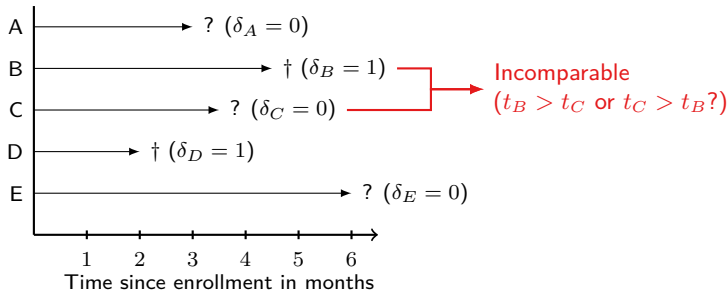 A ? (δ_A = 0)
B † (δ_B = 1)
Incomparable
(t_B > t_C or t_C > t_B?)
C ? (δ_C = 0)
D † (δ_D = 1)
E ? (δ_E = 0)
1 2 3 4 5 6
Time since enrollment in months